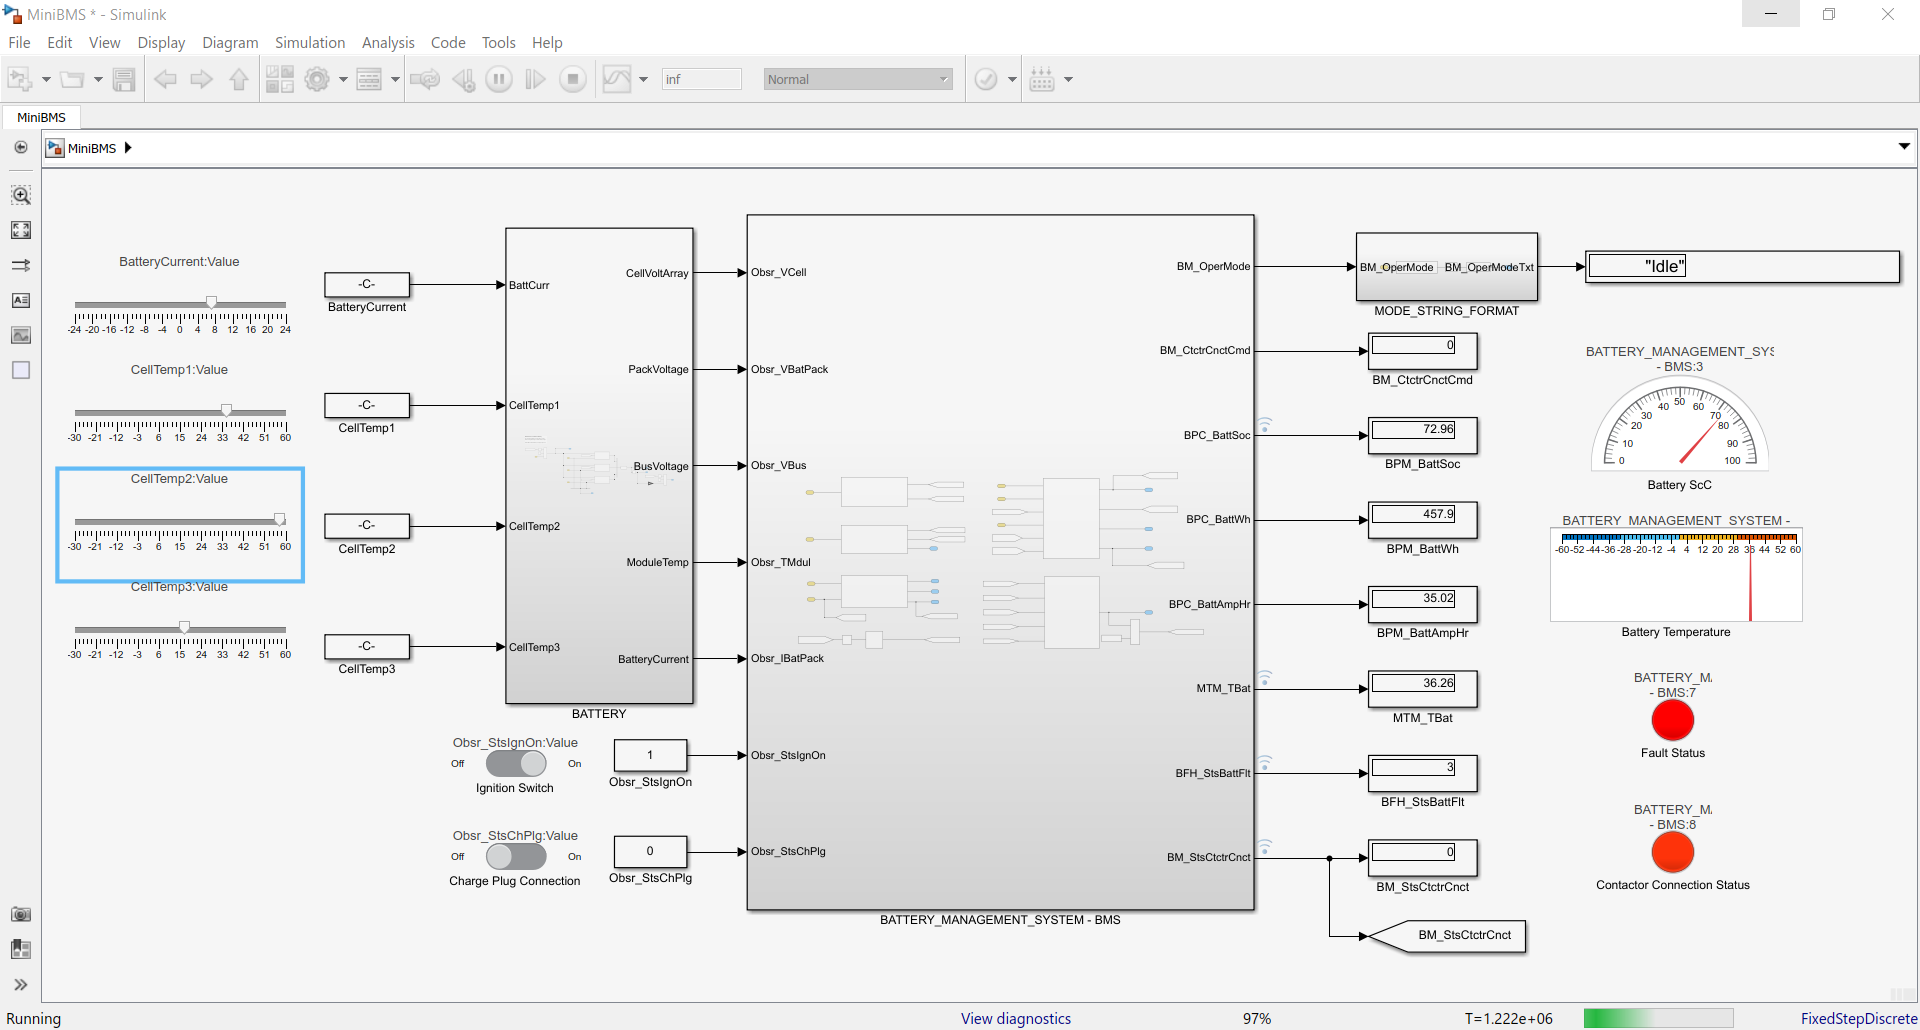 MiniBMS * - Simulink
File Edit View Display Diagram Simulation Analysis Code Tools Help
inf Normal
MiniBMS
MiniBMS
BatteryCurrent:Value
-24 -20 -16 -12 -8 -4 0 4 8 12 16 20 24
CellTemp1:Value
-30 -21 -12 -3 6 15 24 33 42 51 60
CellTemp2:Value
-30 -21 -12 -3 6 15 24 33 42 51 60
CellTemp3:Value
-30 -21 -12 -3 6 15 24 33 42 51 60
-C-
BatteryCurrent
-C-
CellTemp1
-C-
CellTemp2
-C-
CellTemp3
BattCurr
CellTemp1
CellTemp2
CellTemp3
CellVoltArray
PackVoltage
BusVoltage
ModuleTemp
BatteryCurrent
BATTERY
Obsr_StsIgnOn:Value
Off On
Ignition Switch
1
Obsr_StsIgnOn
Obsr_StsChPlg:Value
Off On
Charge Plug Connection
0
Obsr_StsChPlg
Obsr_VCell
Obsr_VBatPack
Obsr_VBus
Obsr_TMdul
Obsr_IBatPack
Obsr_StsIgnOn
Obsr_StsChPlg
BM_OperMode
BM_CtctrCnctCmd
BPC_BattSoc
BPC_BattWh
BPC_BattAmpHr
MTM_TBat
BFH_StsBattFlt
BM_StsCtctrCnct
BATTERY_MANAGEMENT_SYSTEM - BMS
BM_OperMode BM_OperModeTxt
MODE_STRING_FORMAT
"Idle"
0
BM_CtctrCnctCmd
72.96
BPM_BattSoc
457.9
BPM_BattWh
35.02
BPM_BattAmpHr
36.26
MTM_TBat
3
BFH_StsBattFlt
0
BM_StsCtctrCnct
BM_StsCtctrCnct
BATTERY_MANAGEMENT_SYS
- BMS:3
0 10 20 30 40 50 60 70 80 90 100
Battery ScC
BATTERY MANAGEMENT_SYSTEM -
-60 -52 -44 -36 -28 -20 -12 -4 4 12 20 28 36 44 52 60
Battery Temperature
BATTERY_M
- BMS:7
Fault Status
BATTERY_M
- BMS:8
Contactor Connection Status
Running
View diagnostics
97%
T=1.222e+06
FixedStepDiscrete